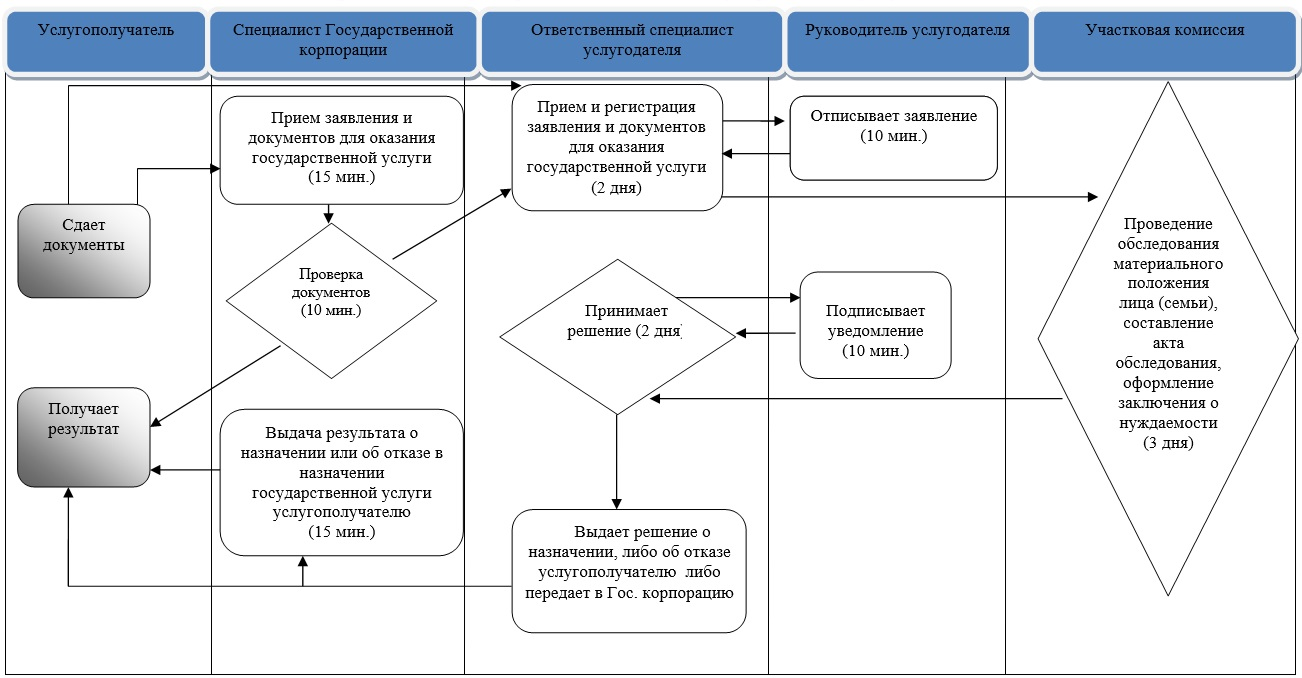 Услугополучатель
Специалист Государственной
корпорации
Ответственный специалист
услугодателя
Руководитель услугодателя
Участковая комиссия
Сдает
документы
Получает
результат
Прием заявления и
документов для оказания
государственной услуги
(15 мин.)
Проверка
документов
(10 мин.)
Выдача результата о
назначении или об отказе в
назначении
государственной услуги
услугополучателю
(15 мин.)
Прием и регистрация
заявления и документов
для оказания
государственной услуги
(2 дня)
Принимает
решение (2 дня)
Выдает решение о
назначении, либо об отказе
услугополучателю либо
передает в Гос. корпорацию
Отписывает заявление
(10 мин.)
Подписывает
уведомление
(10 мин.)
Проведение
обследования
материального
положения
лица (семьи),
составление
акта
обследования,
оформление
заключения о
нуждаемости
(3 дня)